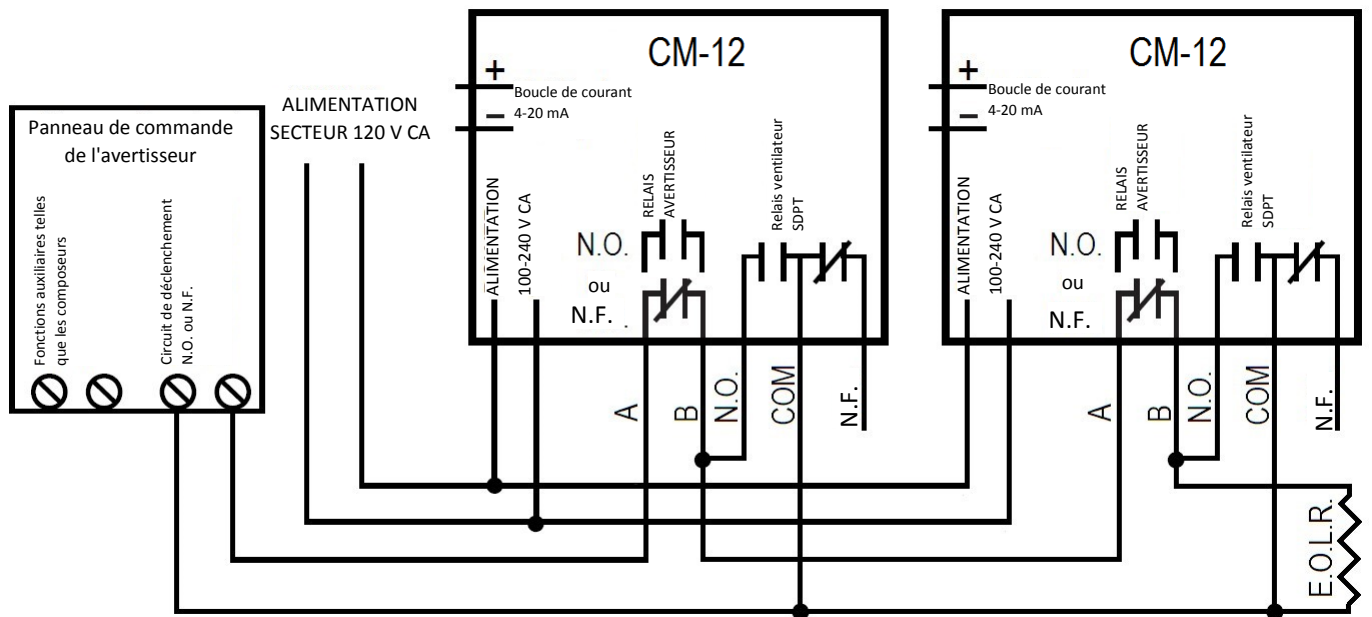 Panneau de commande
de l'avertisseur
Fonctions auxiliaires telles
que les composeurs
Circuit de déclenchement
N.O. ou N.F.
ALIMENTATION
SECTEUR 120 V CA
CM-12
+
Boucle de courant
–
4-20 mA
ALIMENTATION
100-240 V CA
RELAIS
AVERTISSEUR
N.O.
ou
N.F.
Relais ventilateur
SDPT
A
B
N.O.
COM
N.F.
CM-12
+
Boucle de courant
–
4-20 mA
ALIMENTATION
100-240 V CA
RELAIS
AVERTISSEUR
N.O.
ou
N.F.
Relais ventilateur
SDPT
A
B
N.O.
COM
N.F.
E.O.L.R.